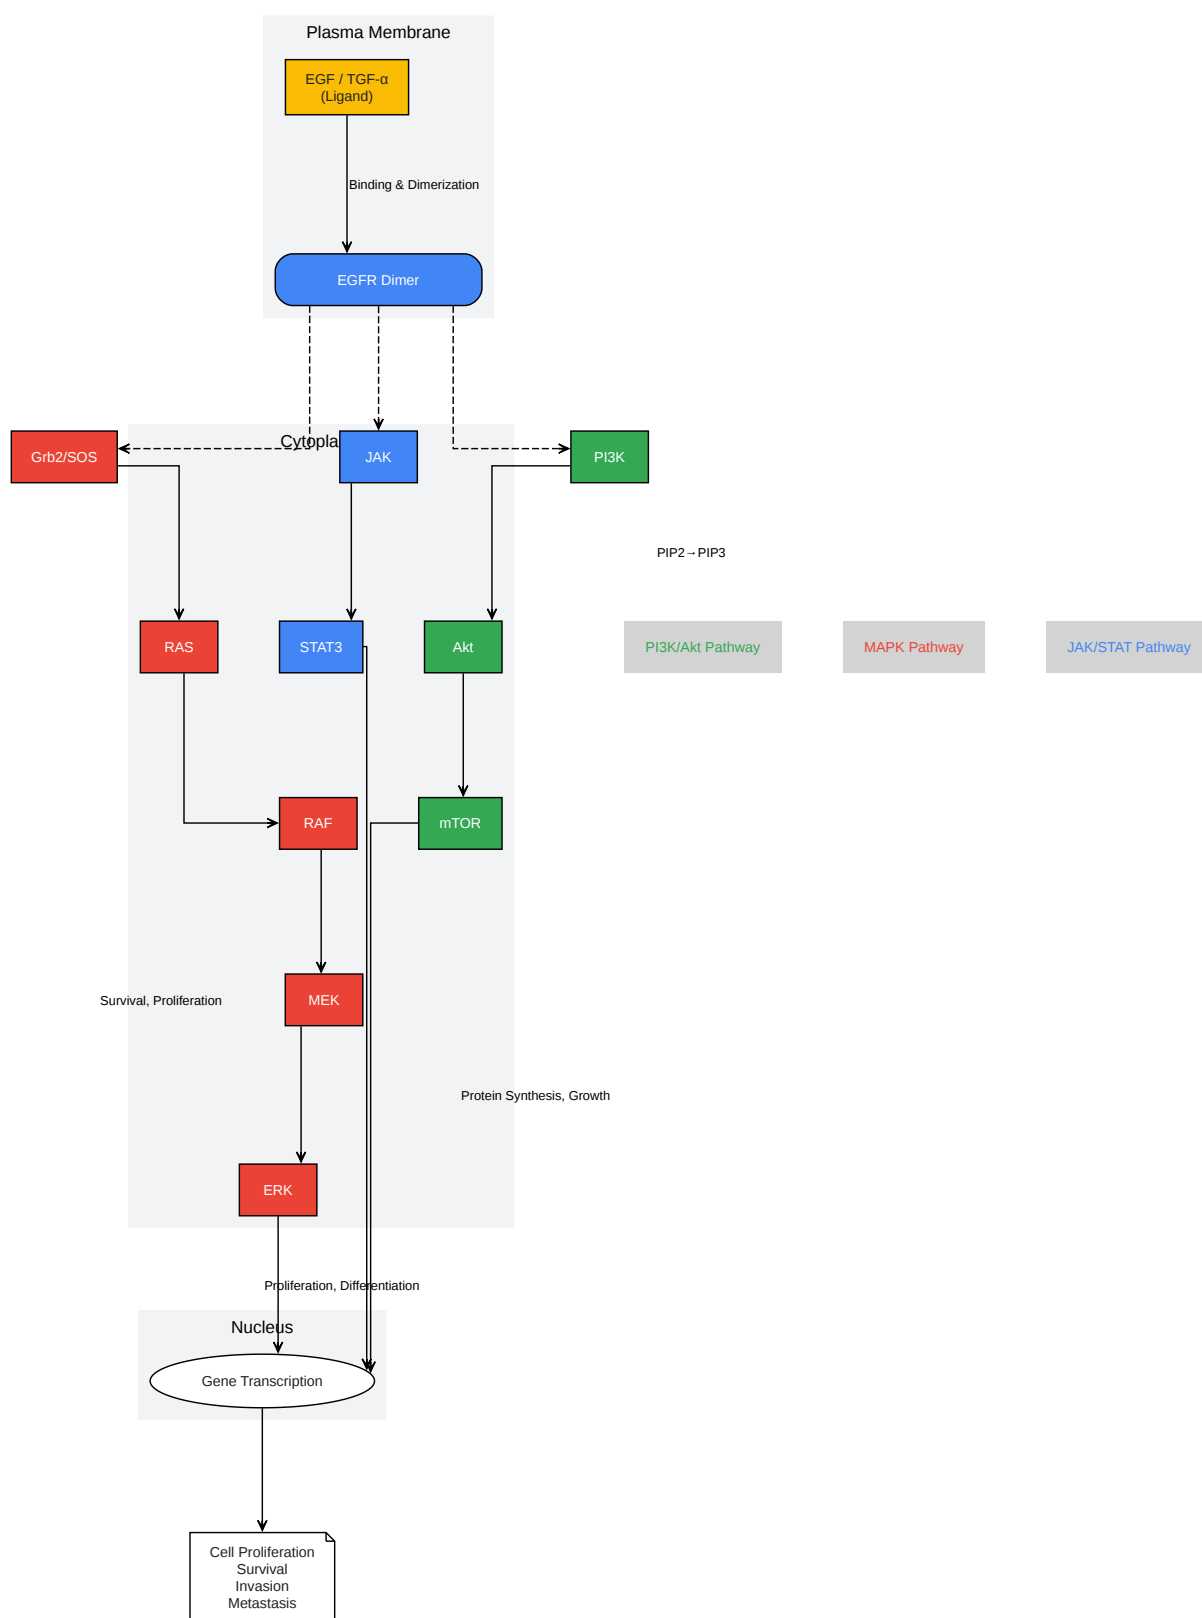 Plasma Membrane
EGF / TGF-α
(Ligand)
Binding & Dimerization
EGFR Dimer
Grb2/SOS
Cytopla
JAK
PI3K
PIP2→PIP3
RAS
STAT3
Akt
PI3K/Akt Pathway
MAPK Pathway
JAK/STAT Pathway
RAF
mTOR
MEK
Survival, Proliferation
Protein Synthesis, Growth
ERK
Proliferation, Differentiation
Nucleus
Gene Transcription
Cell Proliferation
Survival
Invasion
Metastasis